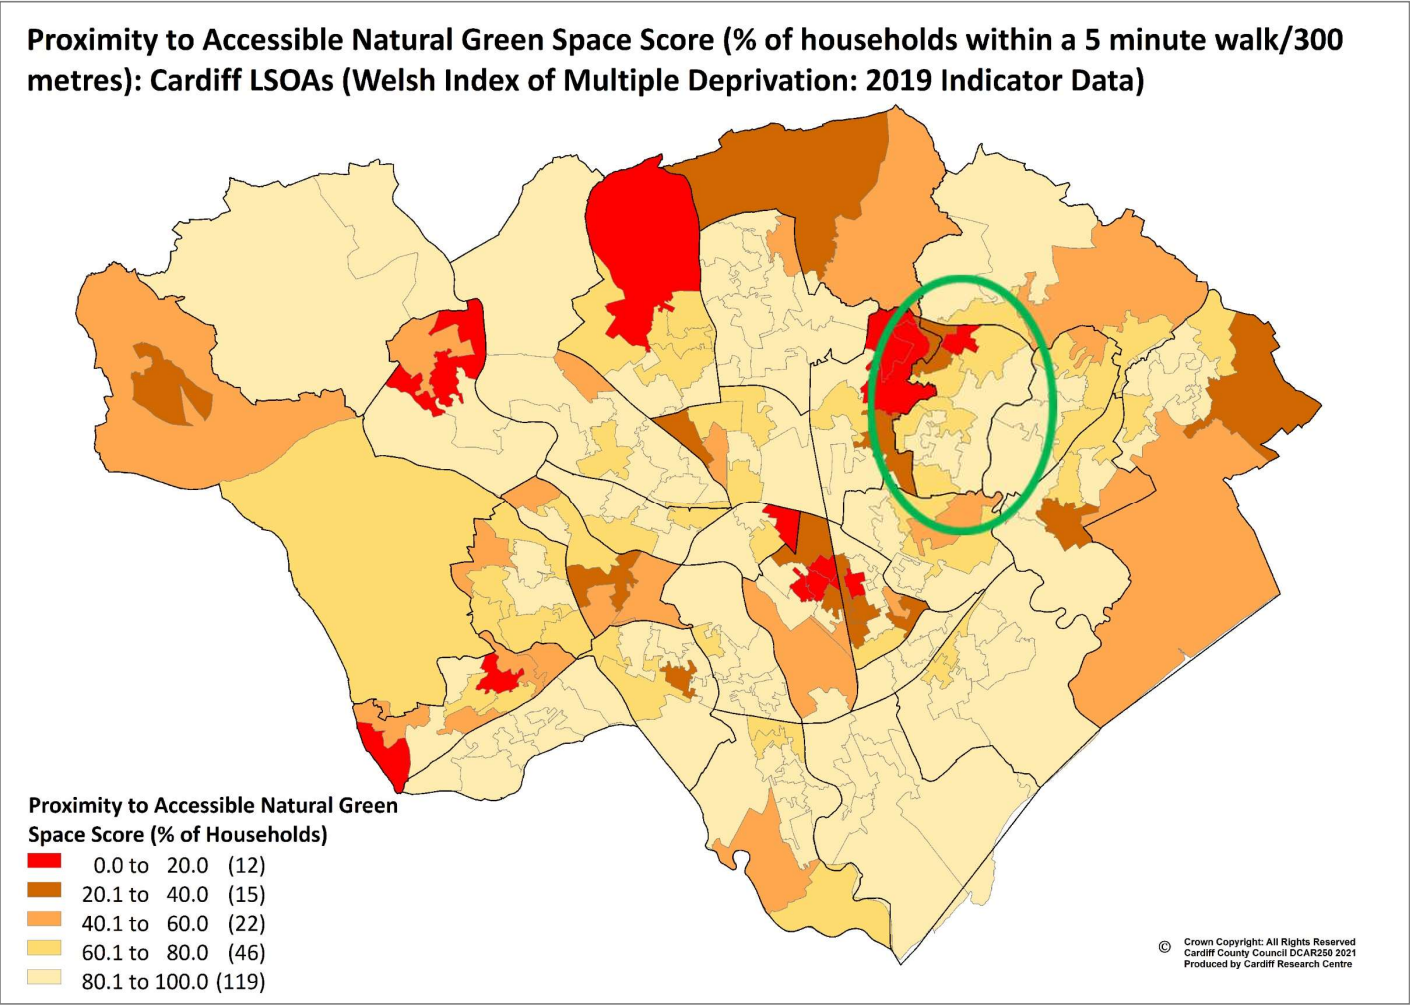 Proximity to Accessible Natural Green Space Score (% of households within a 5 minute walk/300
metres): Cardiff LSOAs (Welsh Index of Multiple Deprivation: 2019 Indicator Data)
Proximity to Accessible Natural Green
Space Score (% of Households)
0.0 to 20.0 (12)
20.1 to 40.0 (15)
40.1 to 60.0 (22)
60.1 to 80.0 (46)
80.1 to 100.0 (119)
© Crown Copyright: All Rights Reserved
Cardiff County Council DCAR250 2021
Produced by Cardiff Research Centre